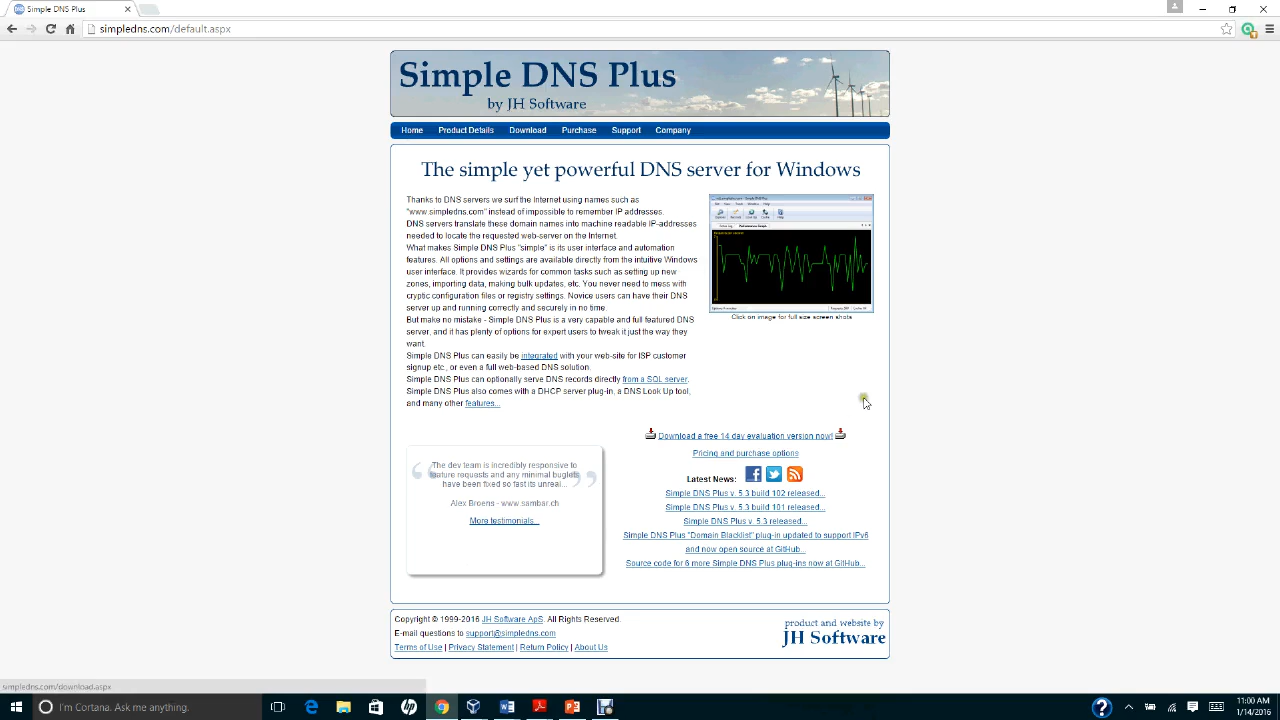 Simple DNS Plus
simpledns.com/default.aspx
Simple DNS Plus
by JH Software
Home Product Details Download Purchase Support Company
The simple yet powerful DNS server for Windows
Thanks to DNS servers we surf the Internet using names such as
"www.simpledns.com" instead of impossible to remember IP addresses.
DNS servers translate these domain names into machine readable IP-addresses
needed to locate the requested web-server on the Internet.
What makes Simple DNS Plus "simple" is its user interface and automation
features. All options and settings are available directly from the intuitive Windows
user interface. It provides wizards for common tasks such as setting up new
zones, importing data, making bulk updates, etc. You never need to mess with
cryptic configuration files or registry settings. Novice users can have their DNS
server up and running correctly and securely in no time.
But make no mistake - Simple DNS Plus is a very capable and full featured DNS
server, and it has plenty of options for expert users to tweak it just the way they
want.
Simple DNS Plus can easily be integrated with your web-site for ISP customer
signup etc., or even a full web-based DNS solution.
Simple DNS Plus can optionally serve DNS records directly from a SQL server.
Simple DNS Plus also comes with a DHCP server plug-in, a DNS Look Up tool,
and many other features...
Click on image for full size screen shots
Download a free 14 day evaluation version now!
Pricing and purchase options
Latest News:
Simple DNS Plus v. 5.3 build 102 released...
Simple DNS Plus v. 5.3 build 101 released...
Simple DNS Plus v. 5.3 released...
Simple DNS Plus "Domain Blacklist" plug-in updated to support IPv6
and now open source at GitHub...
Source code for 6 more Simple DNS Plus plug-ins now at GitHub...
The dev team is incredibly responsive to
feature requests and any minimal buglets
have been fixed so fast its unreal...
Alex Broens - www.sambar.ch
More testimonials...
Copyright © 1999-2016 JH Software ApS. All Rights Reserved.
E-mail questions to support@simpledns.com
Terms of Use | Privacy Statement | Return Policy | About Us
product and website by
JH Software
simpledns.com/download.aspx
I'm Cortana. Ask me anything.
11:00 AM
1/14/2016